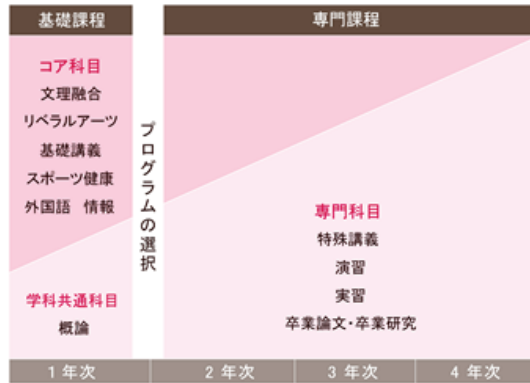 基礎課程
専門課程
コア科目
文理融合
リベラルアーツ
基礎講義
スポーツ健康
外国語 情報
学科共通科目
概論
プログラムの選択
専門科目
特殊講義
演習
実習
卒業論文・卒業研究
1 年次
2 年次
3 年次
4 年次